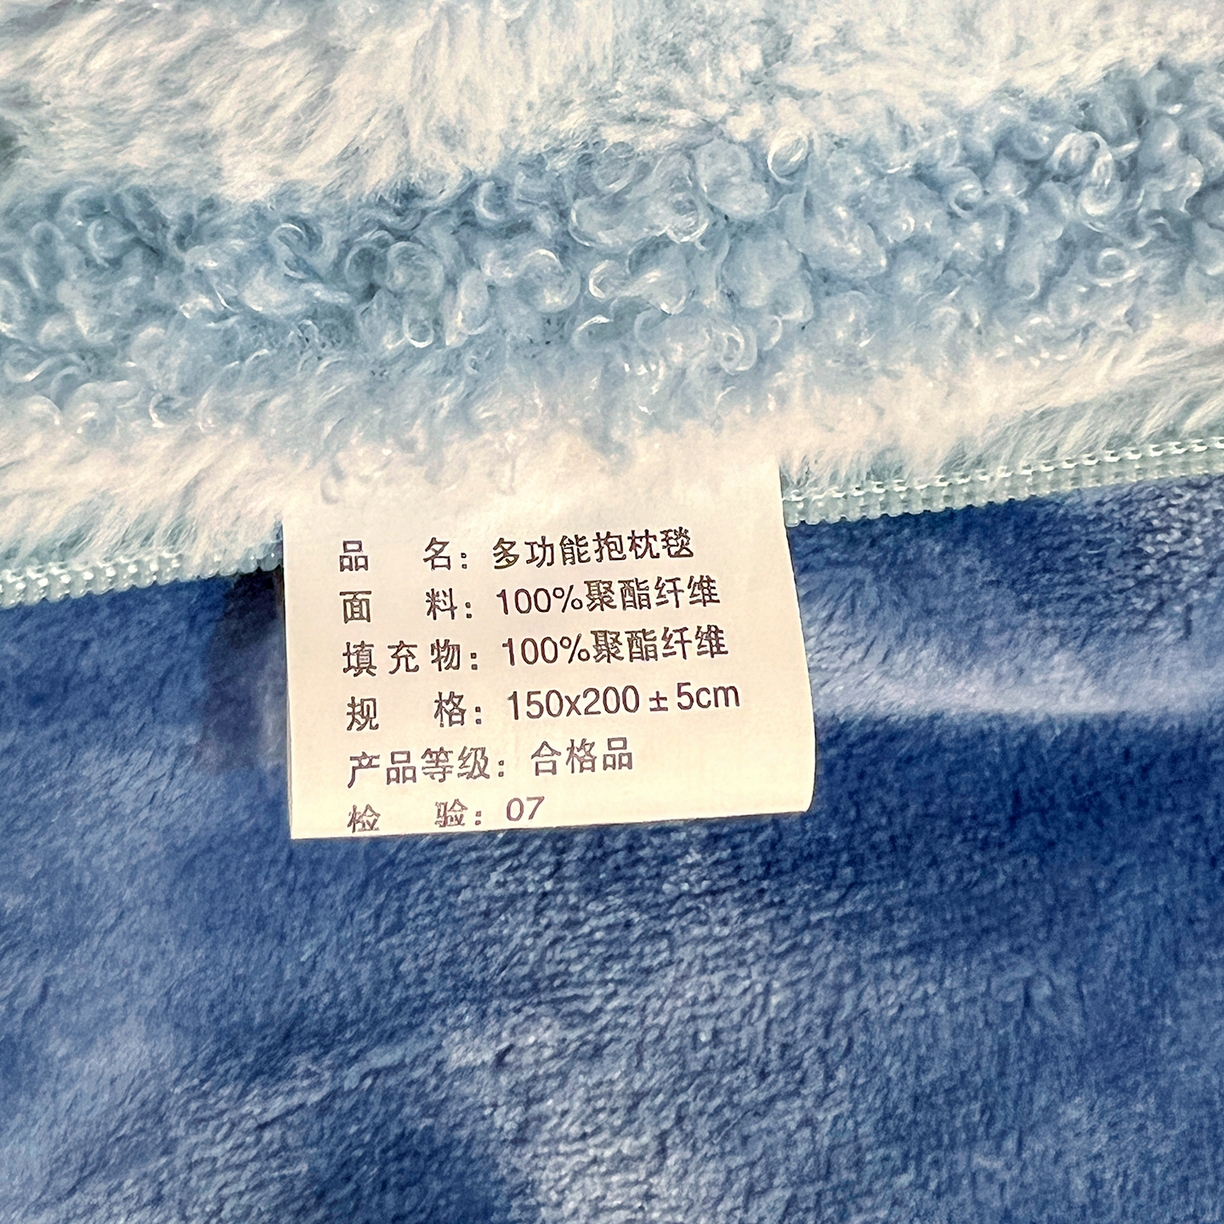 品 名：多功能抱枕毯
面 料：100%聚酯纤维
填充物：100%聚酯纤维
规 格：150x200±5cm
产品等级：合格品
检 验：07